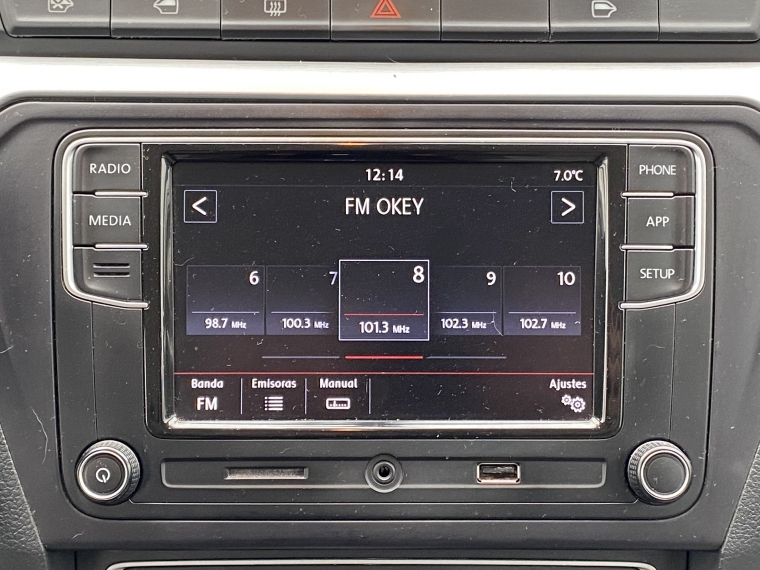 RADIO
MEDIA
PHONE
APP
SETUP
12:14 7.0°C
< FM OKEY >
6 7 8 9 10
98.7 MHz 100.3 MHz 101.3 MHz 102.3 MHz 102.7 MHz
Banda Emisoras Manual Ajustes
FM